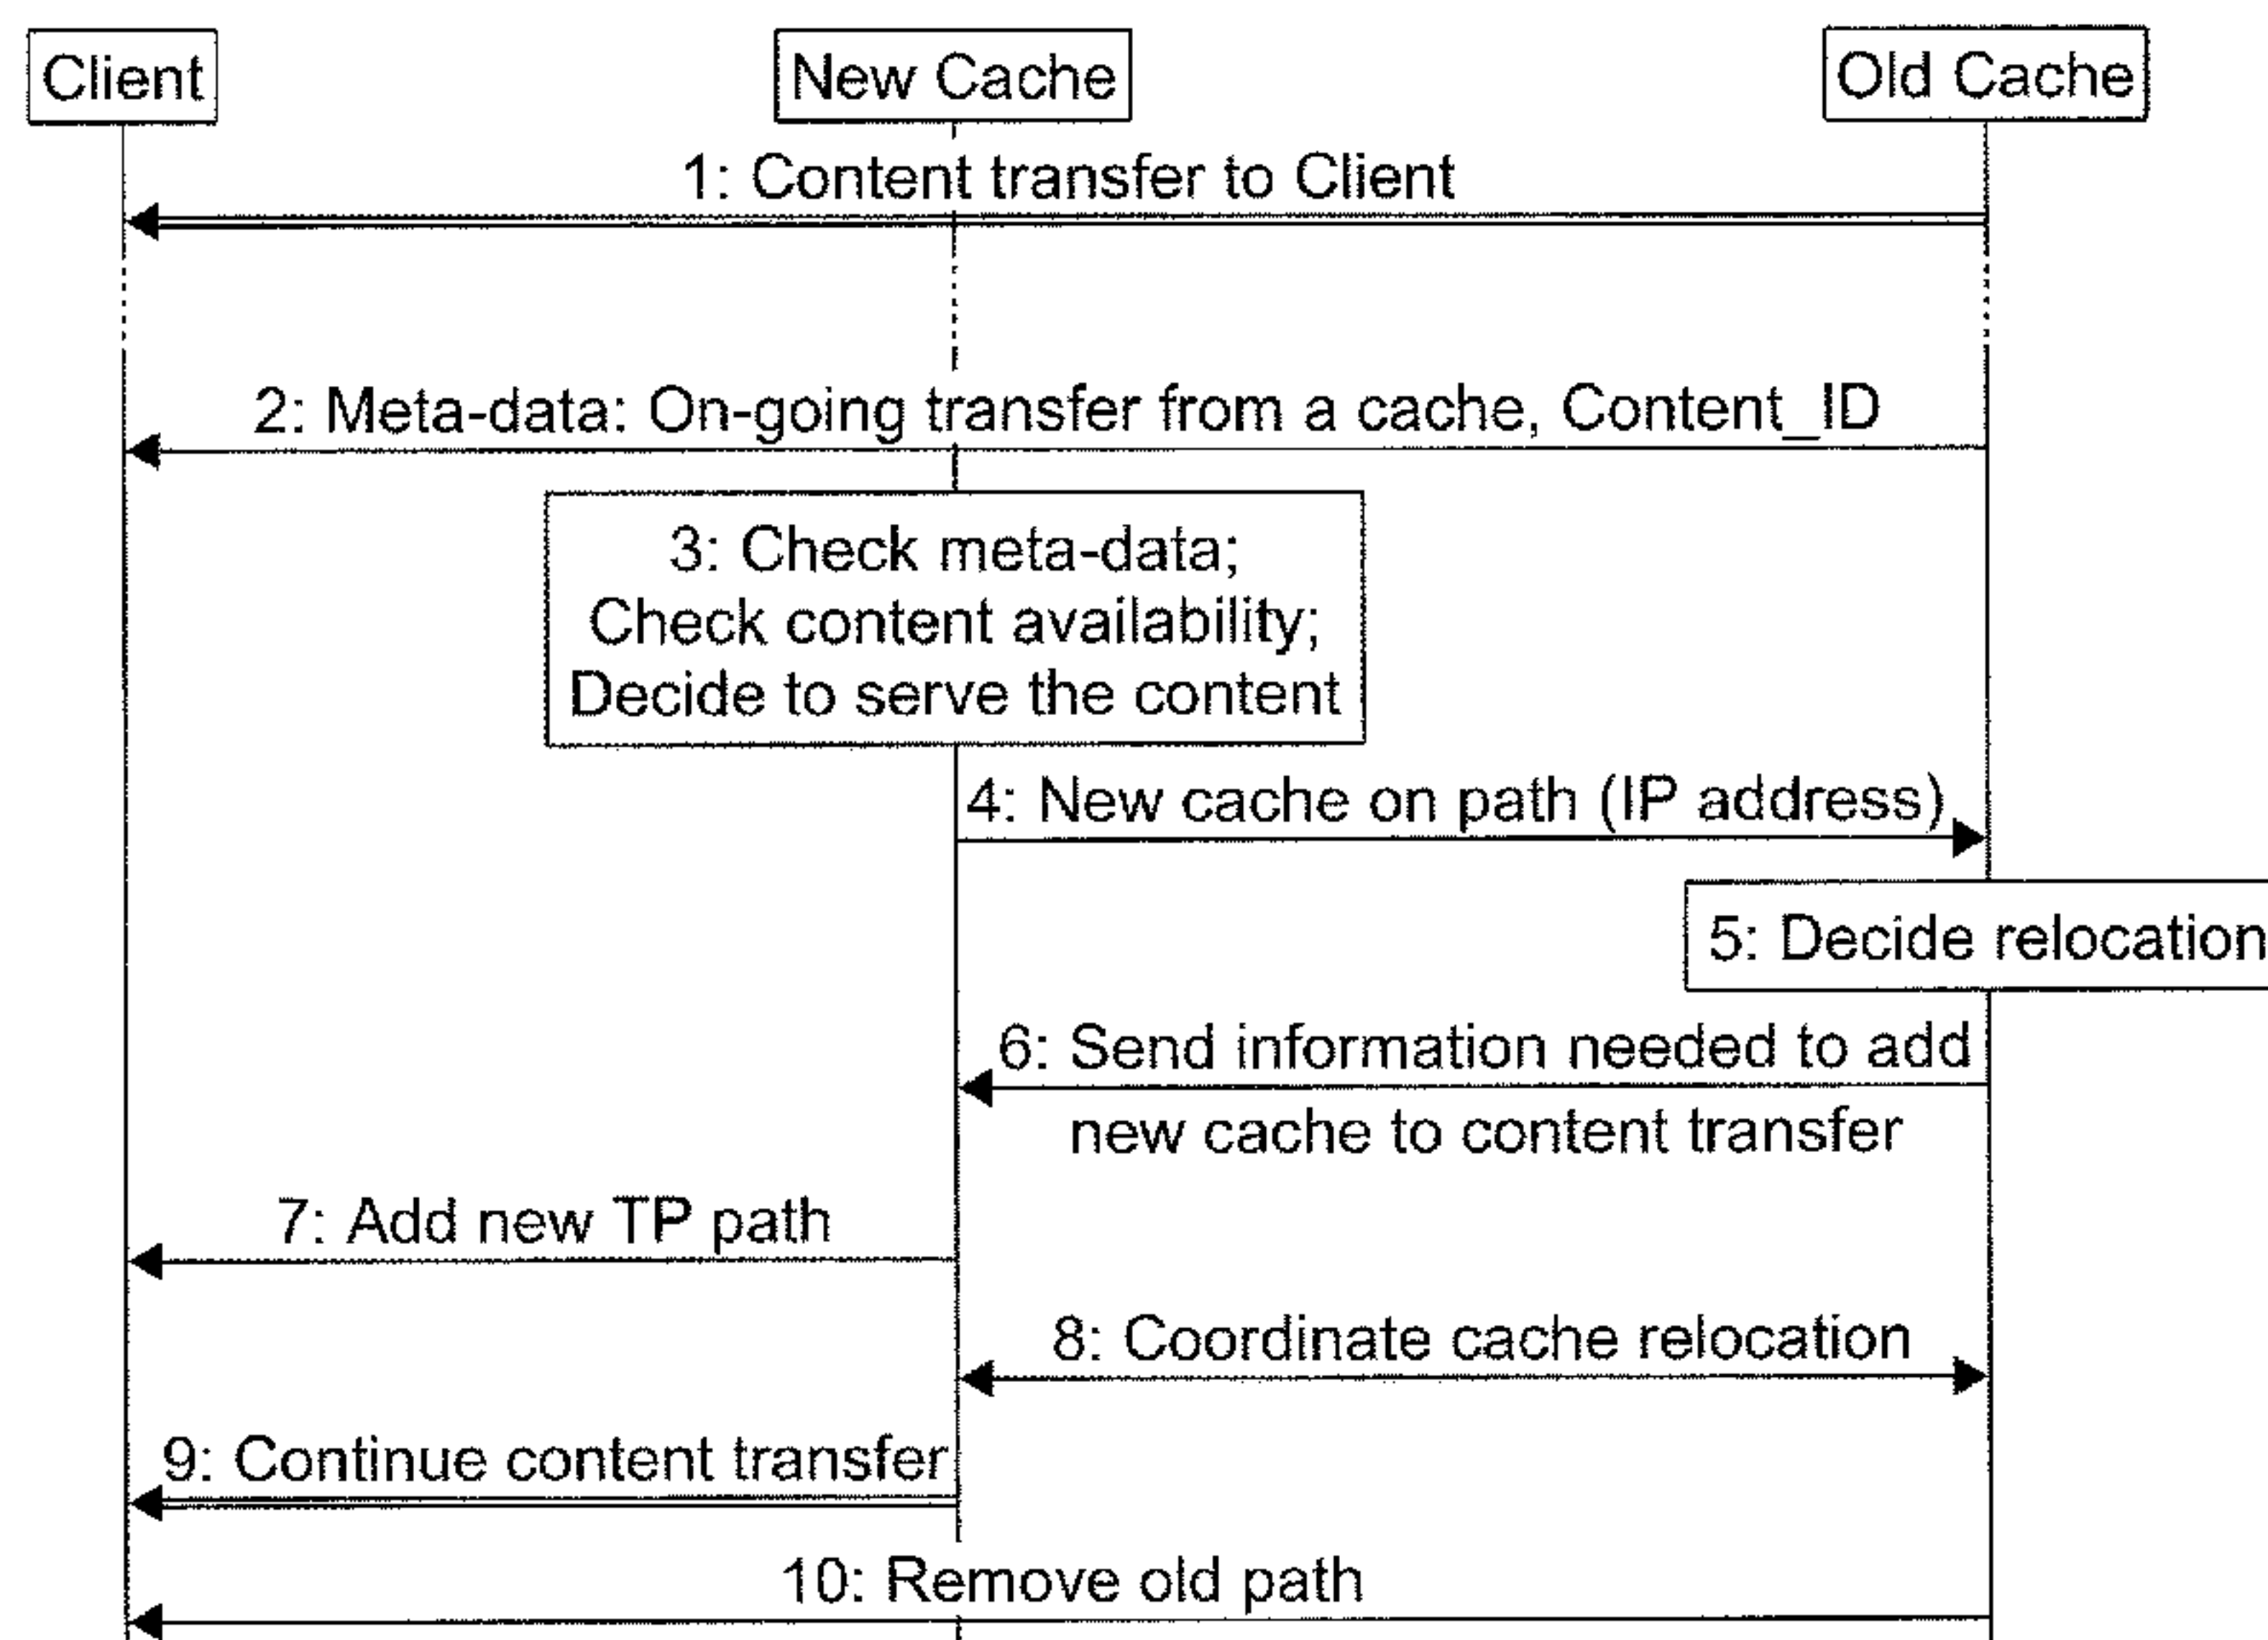 Client
New Cache
Old Cache
1: Content transfer to Client
2: Meta-data: On-going transfer from a cache, Content_ID
3: Check meta-data;
Check content availability;
Decide to serve the content
4: New cache on path (IP address)
5: Decide relocation
6: Send information needed to add
new cache to content transfer
7: Add new TP path
8: Coordinate cache relocation
9: Continue content transfer
10: Remove old path